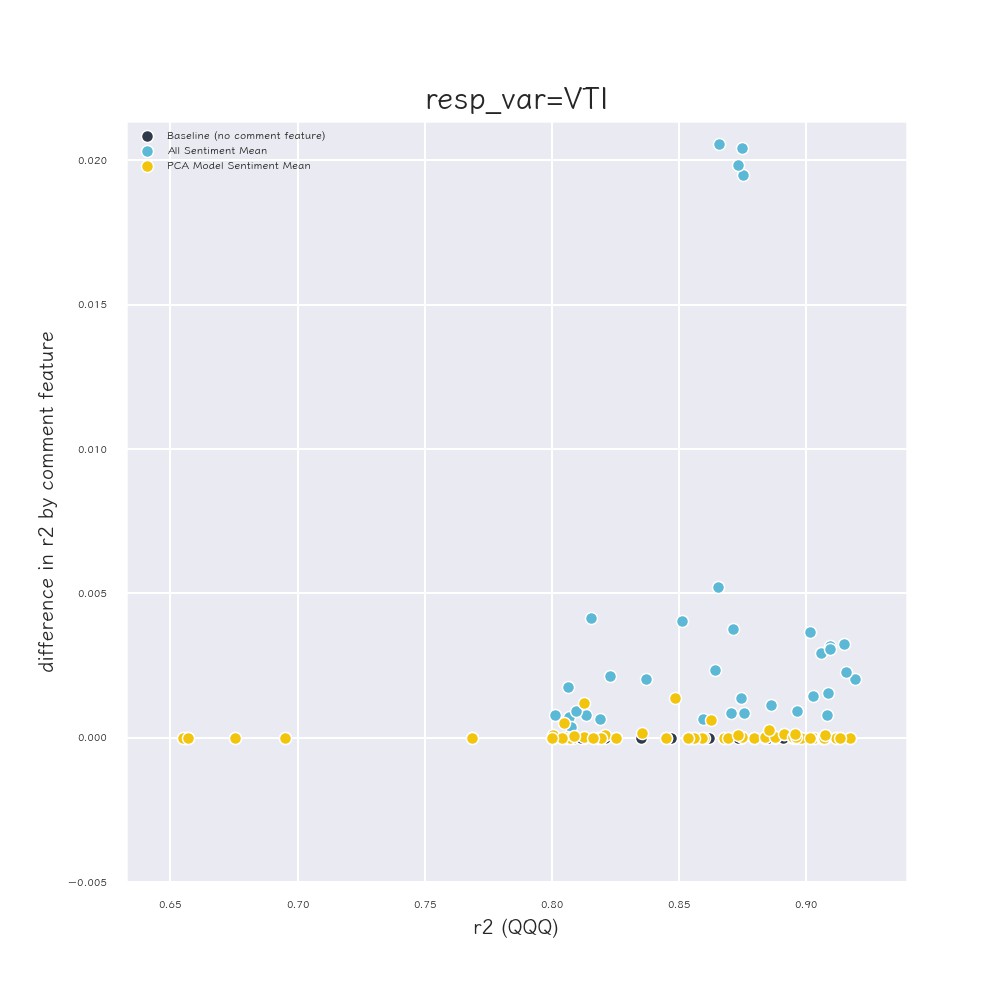 resp_var=VTI
Baseline (no comment feature)
All Sentiment Mean
PCA Model Sentiment Mean
difference in r2 by comment feature
0.020
0.015
0.010
0.005
0.000
−0.005
0.65 0.70 0.75 0.80 0.85 0.90
r2 (QQQ)